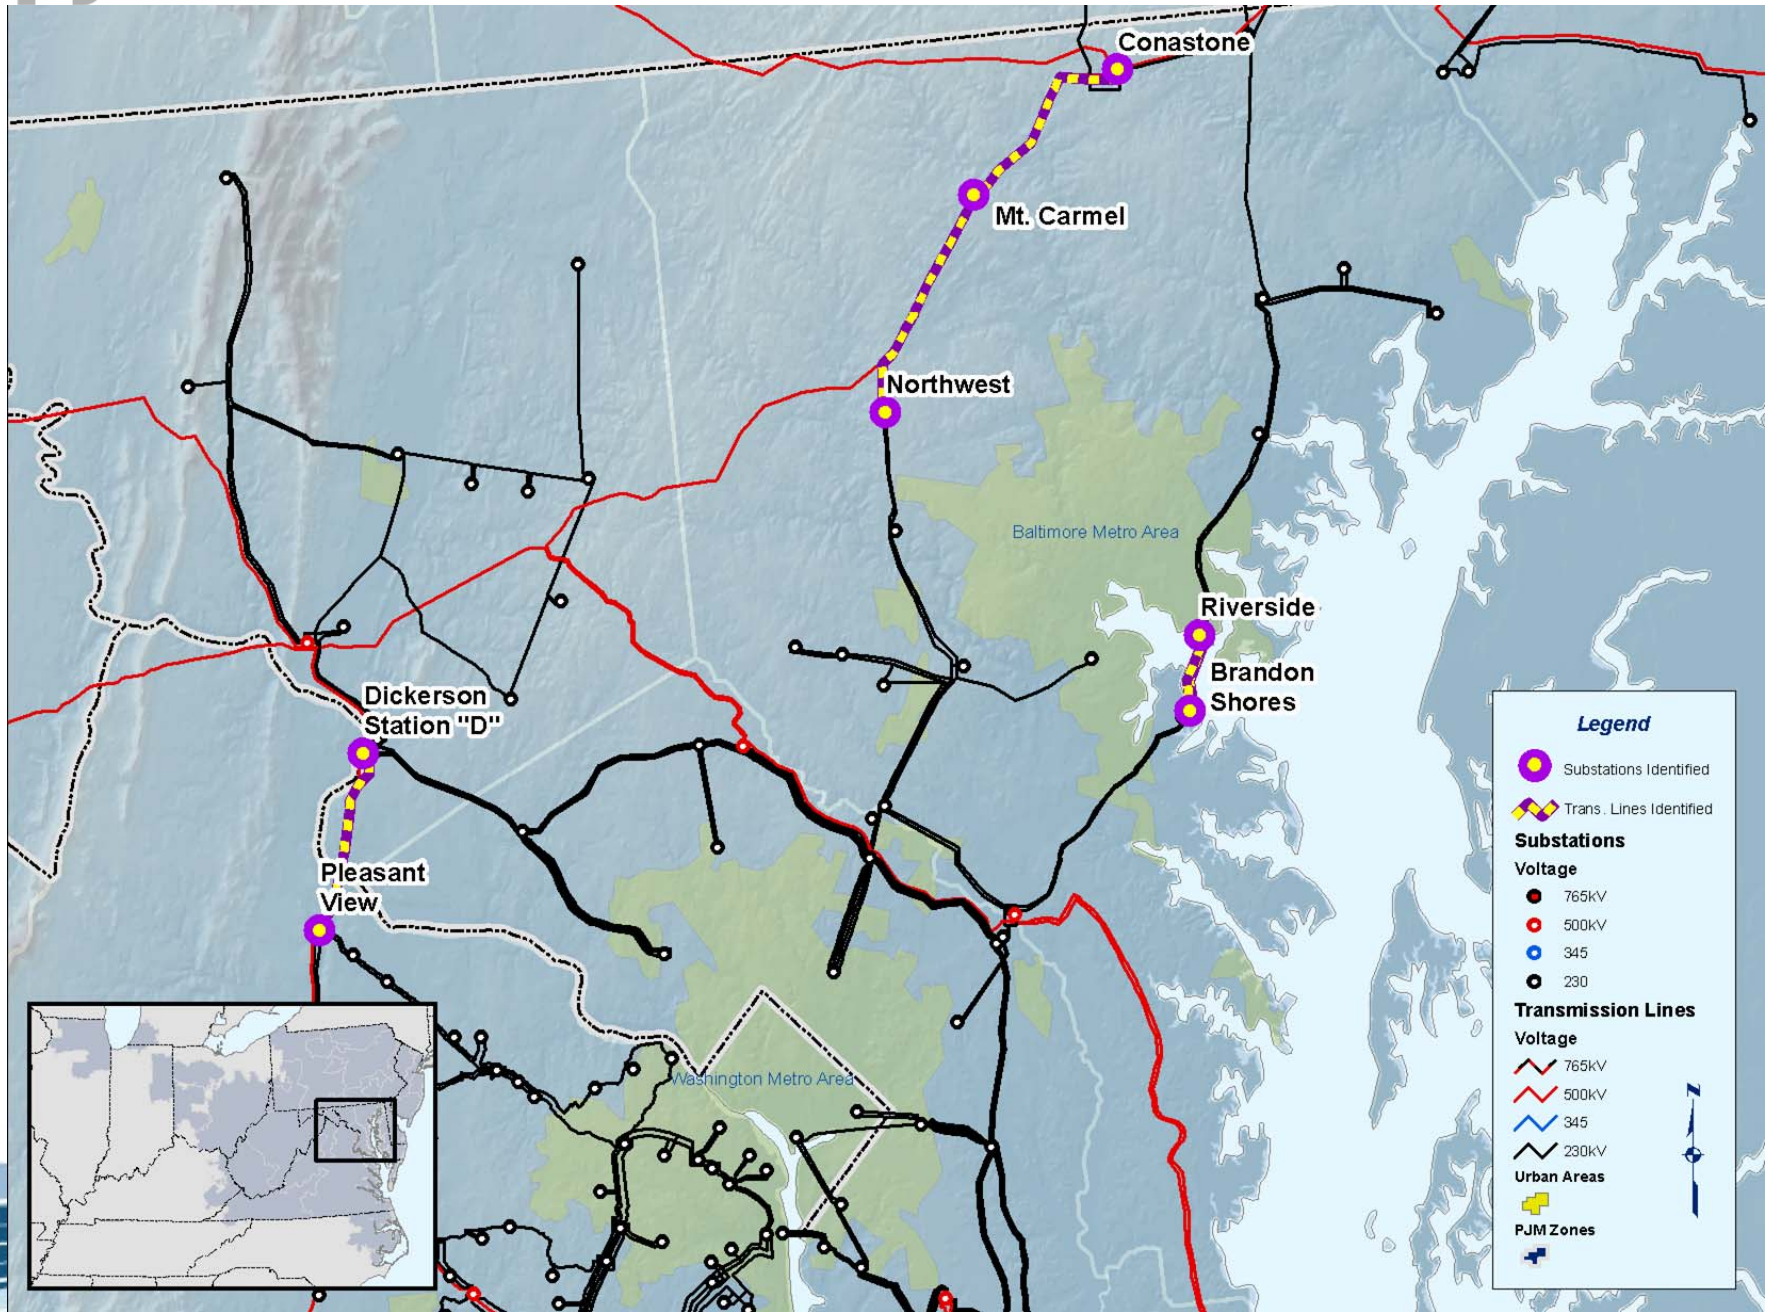 Conastone
Mt. Carmel
Northwest
Baltimore Metro Area
Riverside
Brandon
Shores
Dickerson
Station "D"
Pleasant
View
Washington Metro Area
Legend
Substations Identified
Trans. Lines Identified
Substations
Voltage
765kV
500kV
345
230
Transmission Lines
Voltage
765kV
500kV
345
230kV
Urban Areas
PJM Zones
N